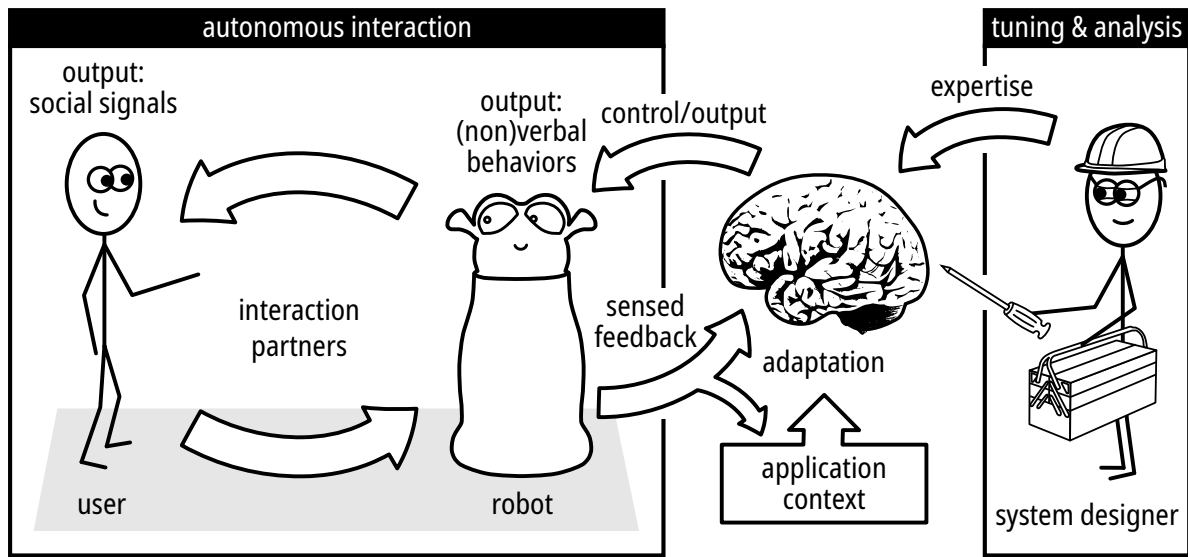 autonomous interaction
tuning & analysis
output:
social signals
output:
(non)verbal
behaviors
control/output
expertise
interaction
partners
sensed
feedback
adaptation
application
context
user
robot
system designer